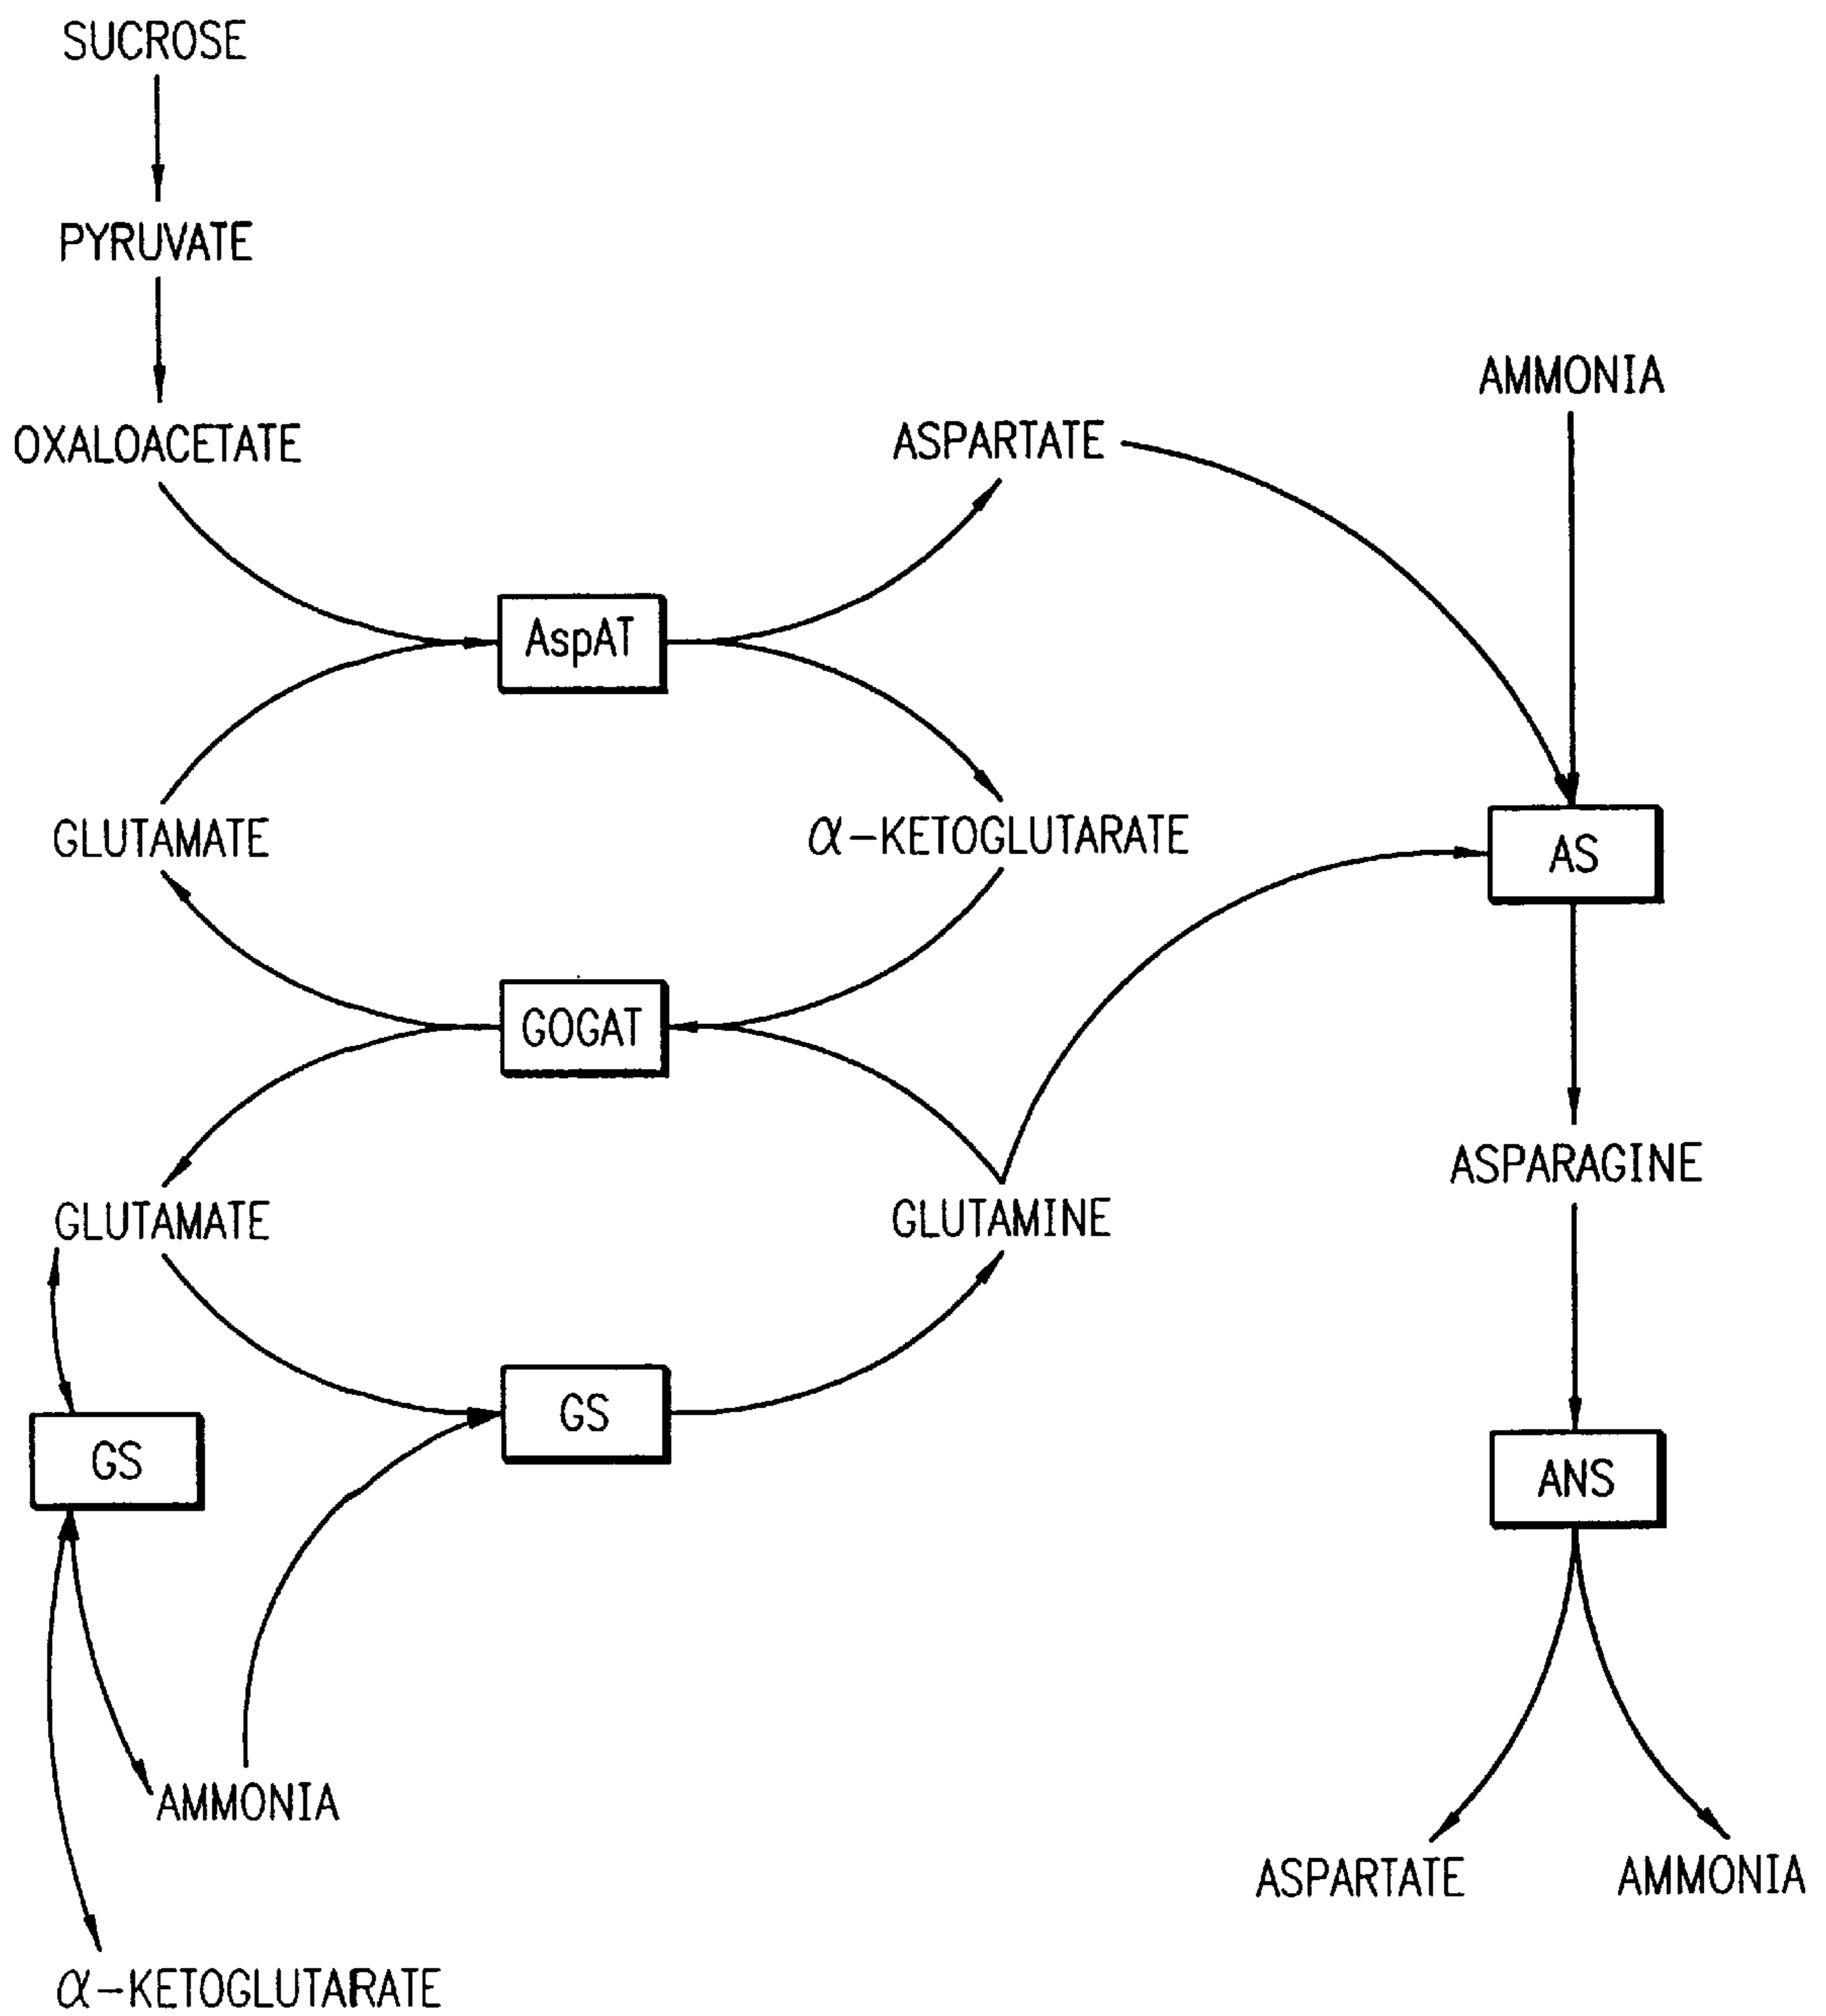 SUCROSE
PYRUVATE
AMMONIA
OXALOACETATE
ASPARTATE
AspAT
GLUTAMATE
α-KETOGLUTARATE
AS
GOGAT
ASPARAGINE
GLUTAMATE
GLUTAMINE
GS
GS
ANS
AMMONIA
ASPARTATE
AMMONIA
α-KETOGLUTARATE